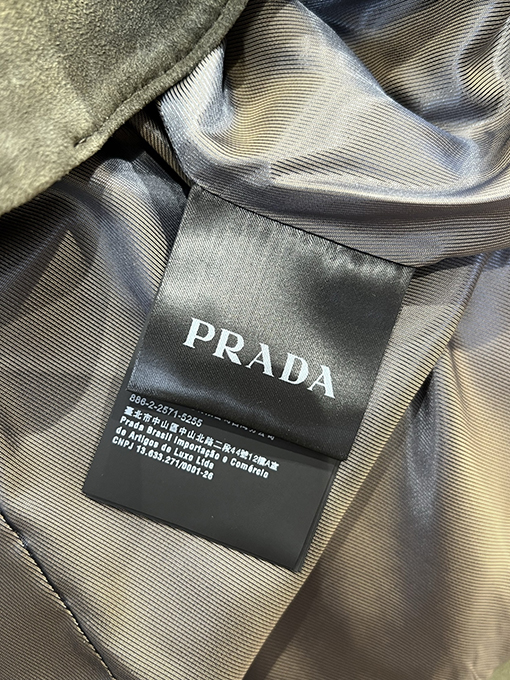 PRADA
886-2-2571-5255
臺北市中山區中山北路二段44號12樓A室
Prada Brasil Importação e Comércio
de Artigos de Luxo Ltda
CNPJ 13.633.271/0001-26